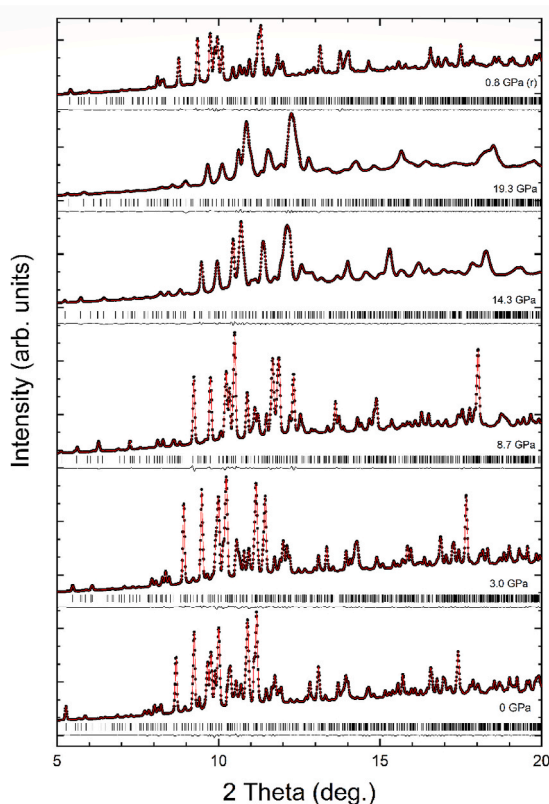 0.8 GPa (r)
19.3 GPa
14.3 GPa
8.7 GPa
3.0 GPa
0 GPa
Intensity (arb. units)
5 10 15 20
2 Theta (deg.)